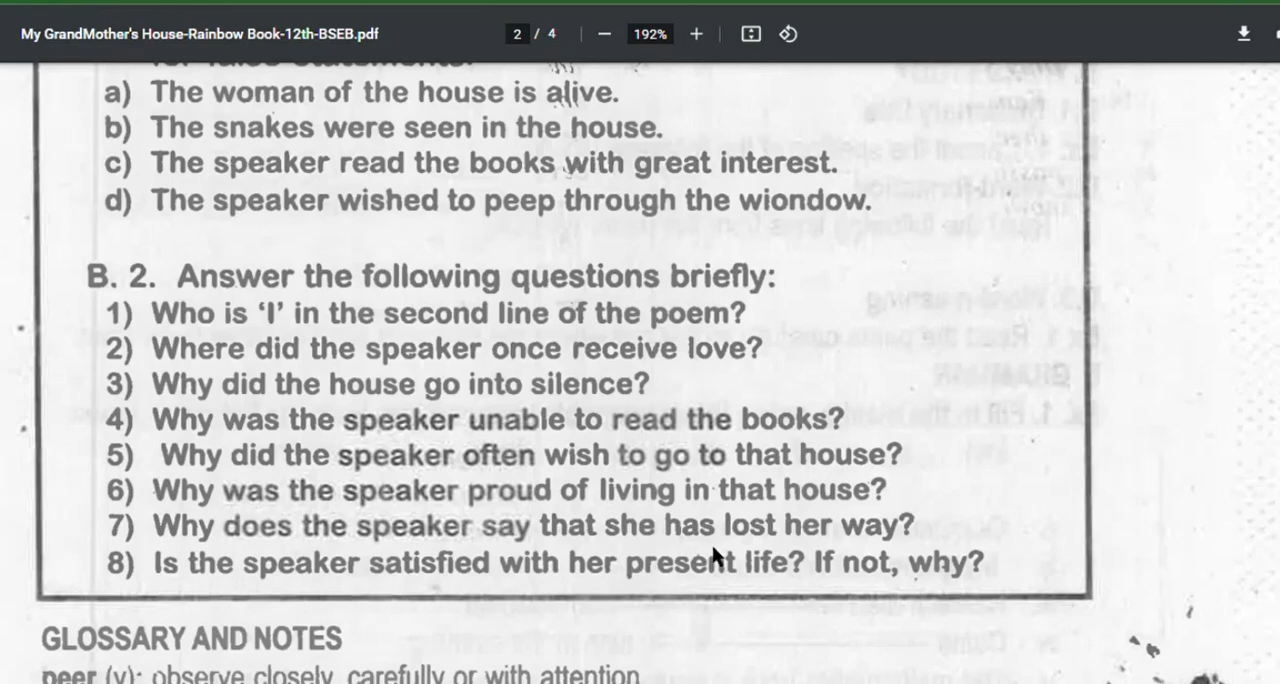 My GrandMother's House-Rainbow Book-12th-BSEB.pdf 2 / 4 192%
for false statements.
a) The woman of the house is alive.
b) The snakes were seen in the house.
c) The speaker read the books with great interest.
d) The speaker wished to peep through the wiondow.
B. 2. Answer the following questions briefly:
1) Who is 'I' in the second line of the poem?
2) Where did the speaker once receive love?
3) Why did the house go into silence?
4) Why was the speaker unable to read the books?
5) Why did the speaker often wish to go to that house?
6) Why was the speaker proud of living in that house?
7) Why does the speaker say that she has lost her way?
8) Is the speaker satisfied with her present life? If not, why?
GLOSSARY AND NOTES
peer (v): observe closely, carefully or with attention